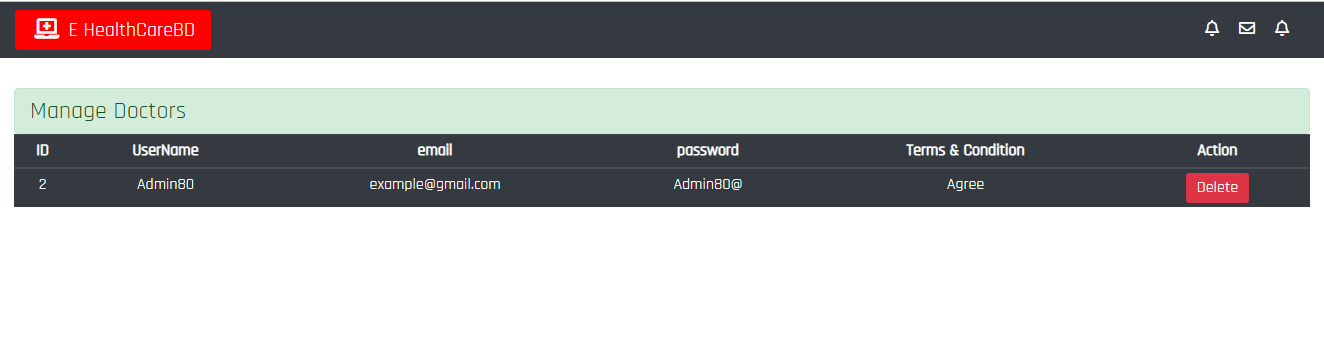 E HealthCareBD
Manage Doctors
ID UserName email password Terms & Condition Action
2 Admin80 example@gmail.com Admin80@ Agree Delete